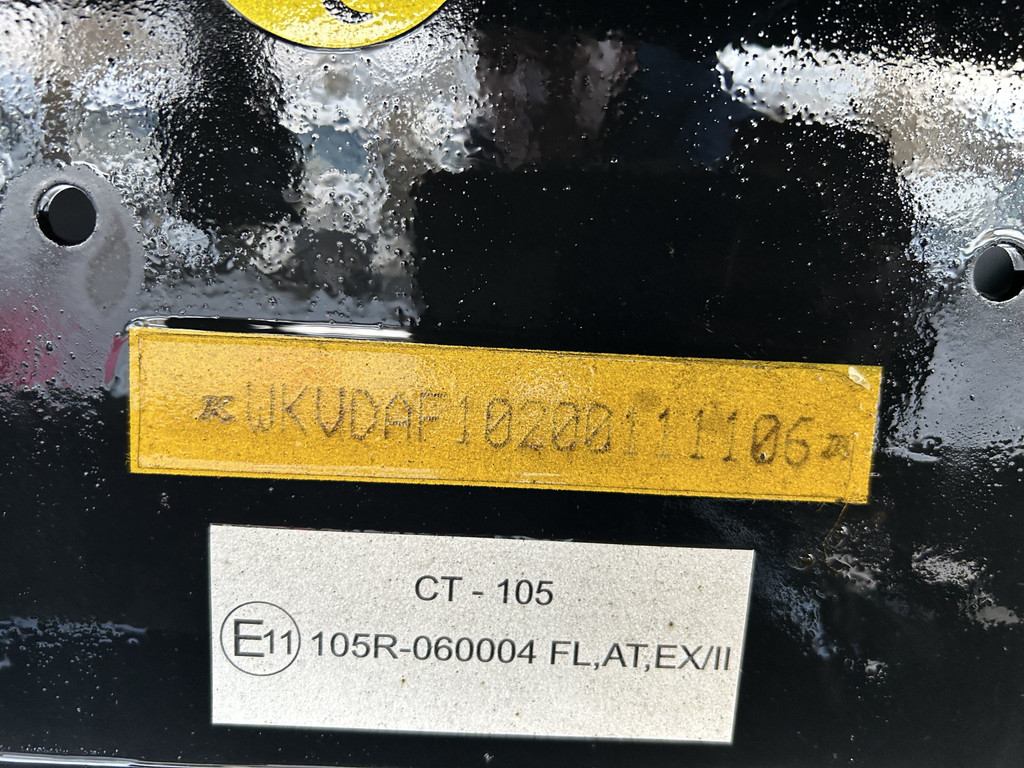 WKVDAF10200111106
CT - 105
E11 105R-060004 FL,AT,EX/II